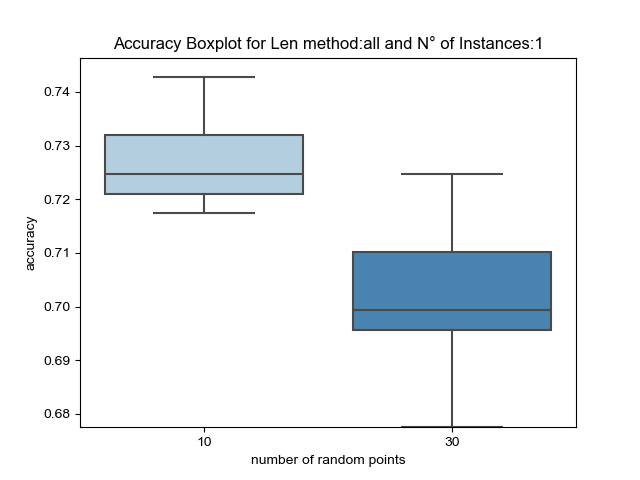 Accuracy Boxplot for Len method:all and N° of Instances:1
0.74
0.73
0.72
0.71
0.70
0.69
0.68
accuracy
10 30
number of random points